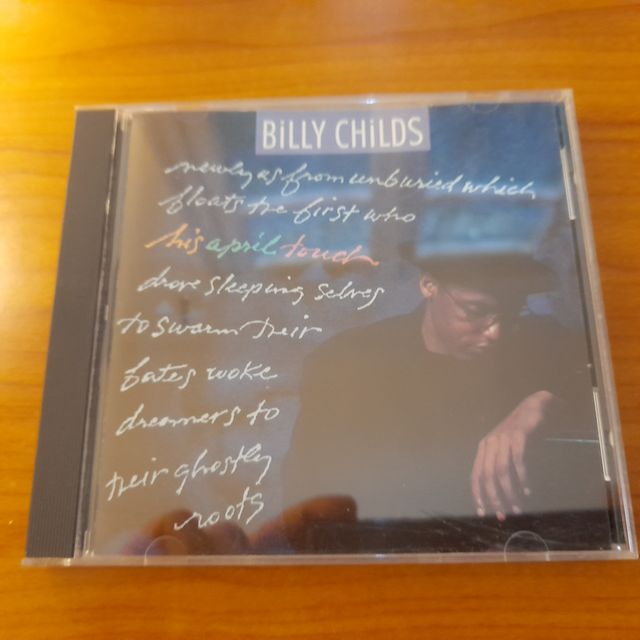 BiLLY CHiLDS
newly as from unburied which
floats the first who
his april touch
drove sleeping selves
to swarm their
fates woke
dreamers to
their ghostly
roots